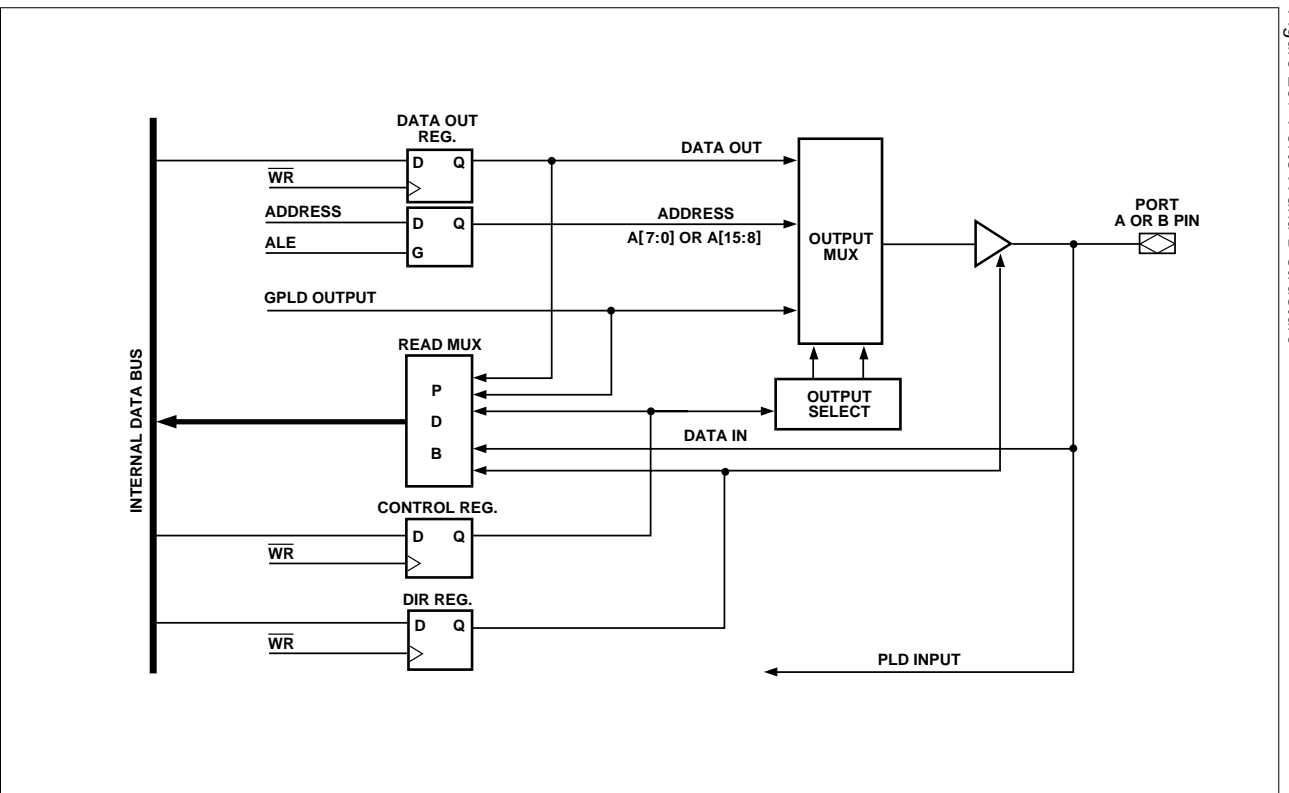 DATA OUT
REG.
D Q
WR
ADDRESS
ALE
D Q
G
DATA OUT
ADDRESS
A[7:0] OR A[15:8]
GPLD OUTPUT
OUTPUT
MUX
PORT
A OR B PIN
READ MUX
P
D
B
OUTPUT
SELECT
DATA IN
INTERNAL DATA BUS
CONTROL REG.
D Q
WR
DIR REG.
D Q
WR
PLD INPUT